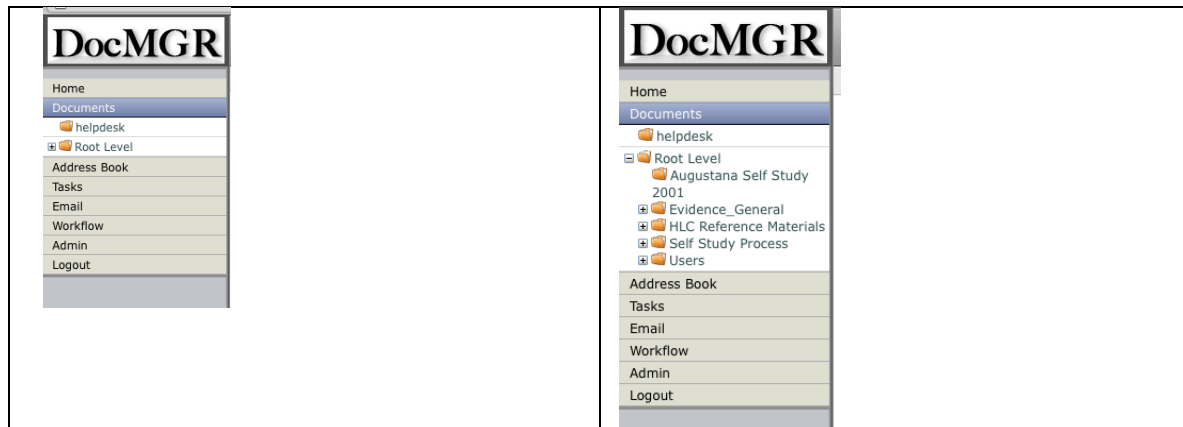 DocMGR
Home
Documents
helpdesk
Root Level
Address Book
Tasks
Email
Workflow
Admin
Logout
DocMGR
Home
Documents
helpdesk
Root Level
Augustana Self Study
2001
Evidence_General
HLC Reference Materials
Self Study Process
Users
Address Book
Tasks
Email
Workflow
Admin
Logout